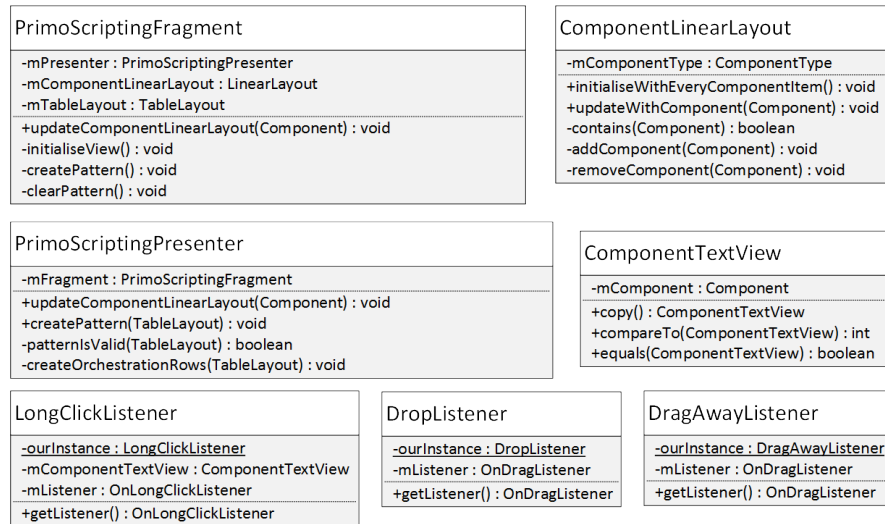 PrimoScriptingFragment
-mPresenter : PrimoScriptingPresenter
-mComponentLinearLayout : LinearLayout
-mTableLayout : TableLayout
+updateComponentLinearLayout(Component) : void
-initialiseView() : void
-createPattern() : void
-clearPattern() : void
ComponentLinearLayout
-mComponentType : ComponentType
+initialiseWithEveryComponentItem() : void
+updateWithComponent(Component) : void
-contains(Component) : boolean
-addComponent(Component) : void
-removeComponent(Component) : void
PrimoScriptingPresenter
-mFragment : PrimoScriptingFragment
+updateComponentLinearLayout(Component) : void
+createPattern(TableLayout) : void
-patternIsValid(TableLayout) : boolean
-createOrchestrationRows(TableLayout) : void
ComponentTextView
-mComponent : Component
+copy() : ComponentTextView
+compareTo(ComponentTextView) : int
+equals(ComponentTextView) : boolean
LongClickListener
-ourInstance : LongClickListener
-mComponentTextView : ComponentTextView
-mListener : OnLongClickListener
+getListener() : OnLongClickListener
DropListener
-ourInstance : DropListener
-mListener : OnDragListener
+getListener() : OnDragListener
DragAwayListener
-ourInstance : DragAwayListener
-mListener : OnDragListener
+getListener() : OnDragListener